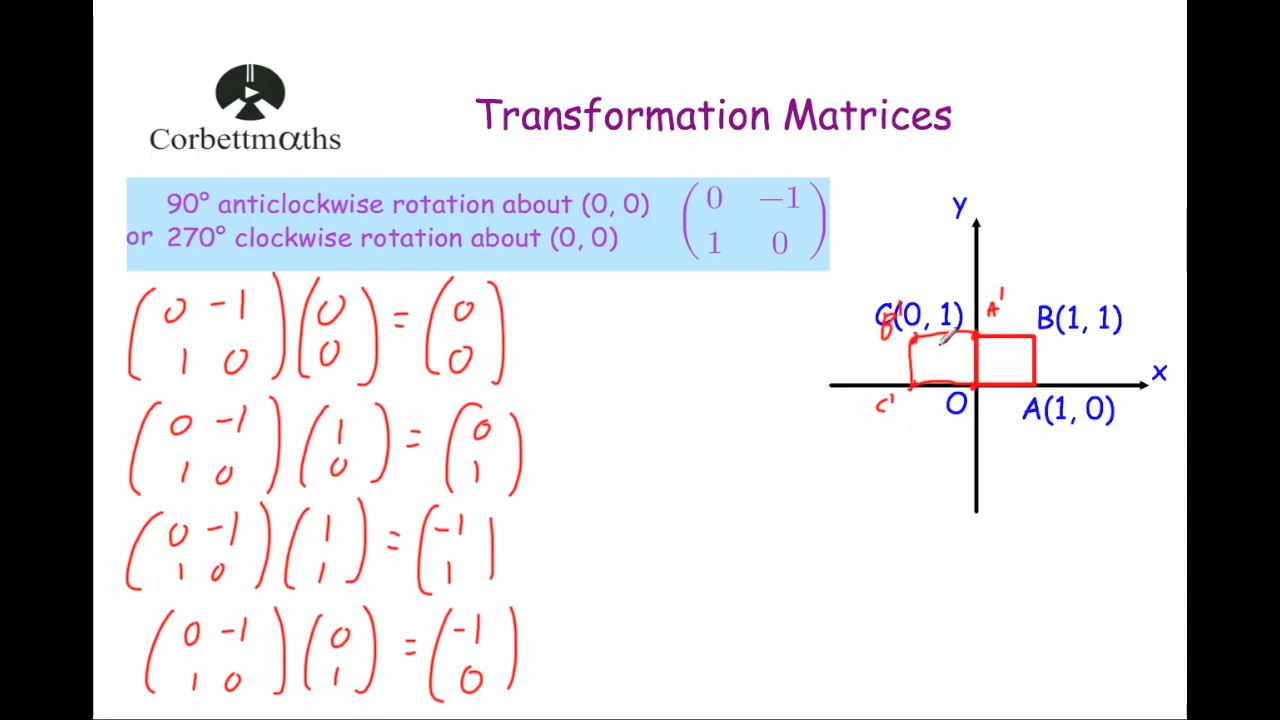 Corbettmαths
Transformation Matrices
90° anticlockwise rotation about (0, 0)
or 270° clockwise rotation about (0, 0)
(0 −1
1 0)
(0 -1
1 0) (0
0) = (0
0)
(0 -1
1 0) (1
0) = (0
1)
(0 -1
1 0) (1
1) = (-1
1)
(0 -1
1 0) (0
1) = (-1
0)
y
A'
B' C(0, 1)
B(1, 1)
x
C'
O
A(1, 0)